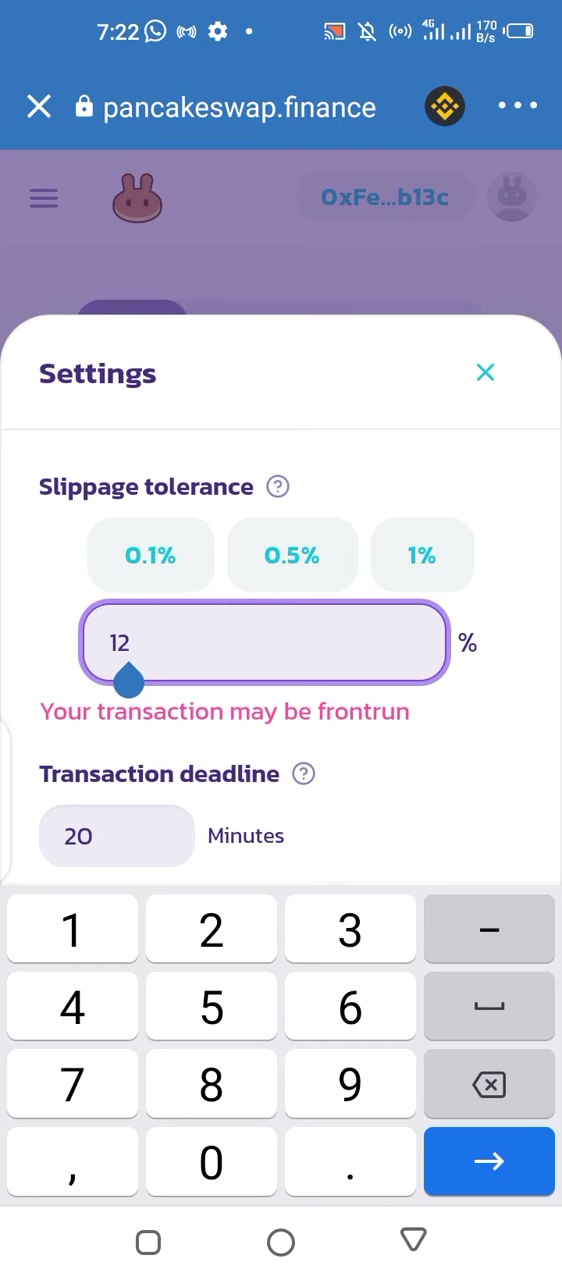 7:22
4G
170
B/s
pancakeswap.finance
0xFe...b13c
Settings
Slippage tolerance ?
0.1% 0.5% 1%
12 %
Your transaction may be frontrun
Transaction deadline ?
20 Minutes
1 2 3 -
4 5 6
7 8 9
, 0 .